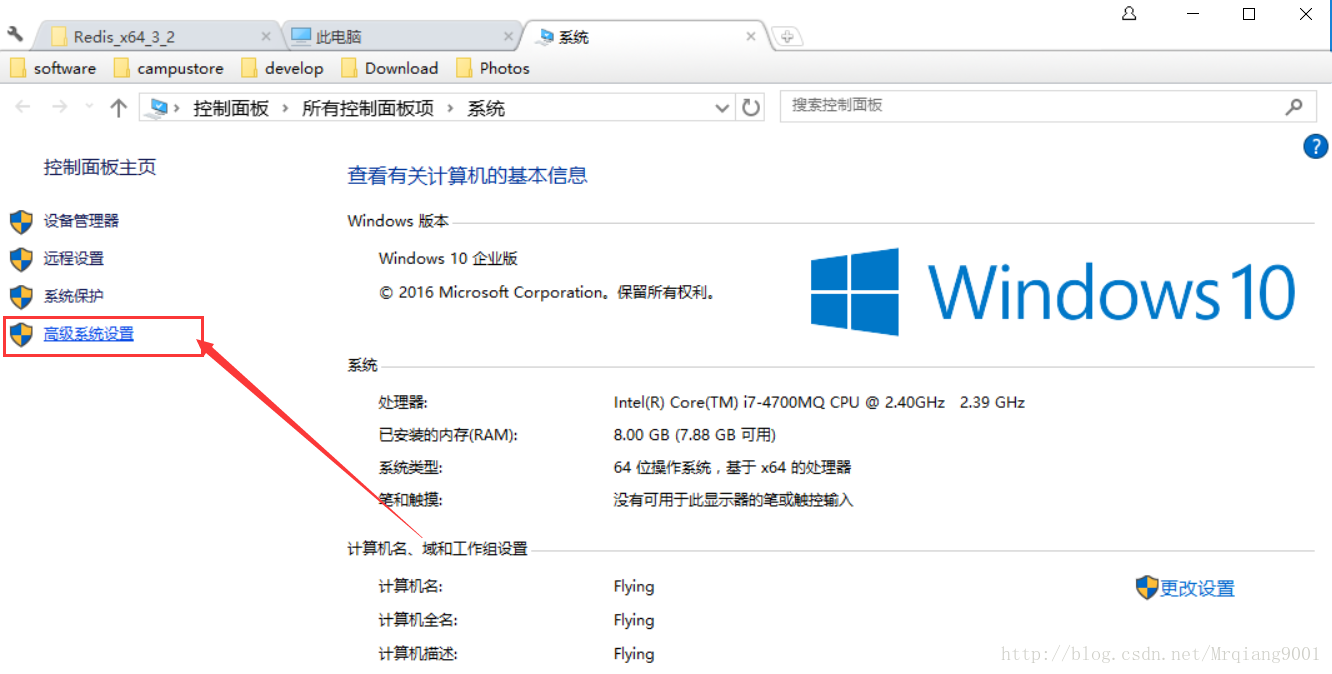 Redis_x64_3_2 此电脑 系统
software campustore develop Download Photos
控制面板 所有控制面板项 系统 搜索控制面板
?
控制面板主页
设备管理器
远程设置
系统保护
高级系统设置
查看有关计算机的基本信息
Windows 版本
Windows 10 企业版
© 2016 Microsoft Corporation。保留所有权利。
Windows 10
系统
处理器: Intel(R) Core(TM) i7-4700MQ CPU @ 2.40GHz 2.39 GHz
已安装的内存(RAM): 8.00 GB (7.88 GB 可用)
系统类型: 64 位操作系统，基于 x64 的处理器
笔和触摸: 没有可用于此显示器的笔或触控输入
计算机名、域和工作组设置
计算机名: Flying 更改设置
计算机全名: Flying
计算机描述: Flying
http://blog.csdn.net/Mrqiang9001